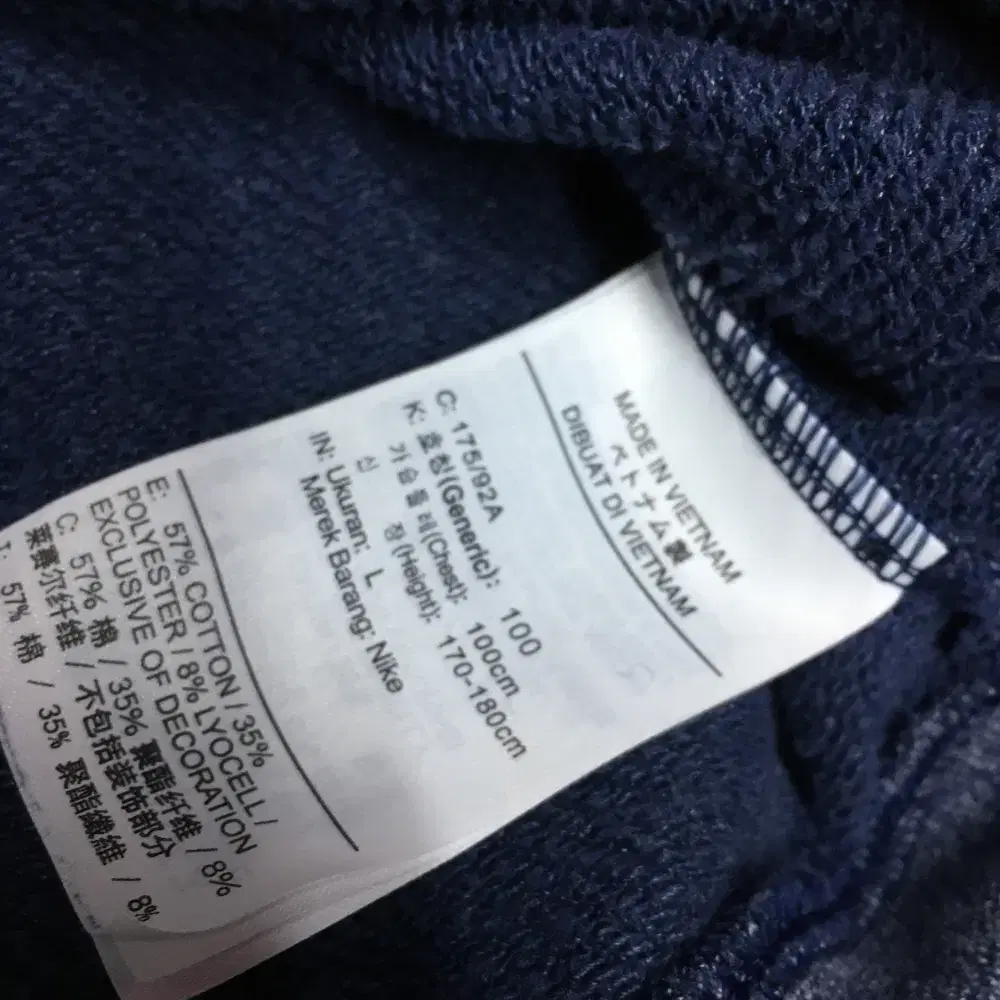 MADE IN VIETNAM
ベトナム製
DIBUAT DI VIETNAM
C: 175/92A
K: 호칭(Generic): 100
가슴둘레(Chest): 100cm
신 장(Height): 170-180cm
IN: Ukuran: L
Merek Barang: Nike
E: 57% COTTON / 35%
POLYESTER / 8% LYOCELL /
EXCLUSIVE OF DECORATION
C: 57% 棉 / 35% 聚酯纤维 / 8%
莱赛尔纤维 / 不包括装饰部分
T: 57% 棉 / 35% 聚酯纖維 / 8%